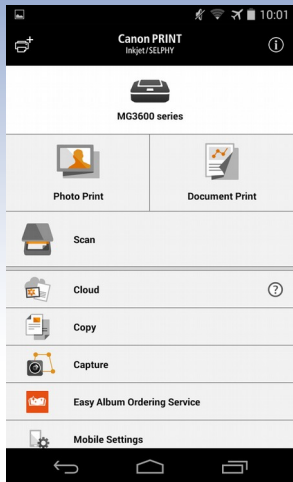 10:01
Canon PRINT
Inkjet/SELPHY
MG3600 series
Photo Print
Document Print
Scan
Cloud
Copy
Capture
Easy Album Ordering Service
Mobile Settings